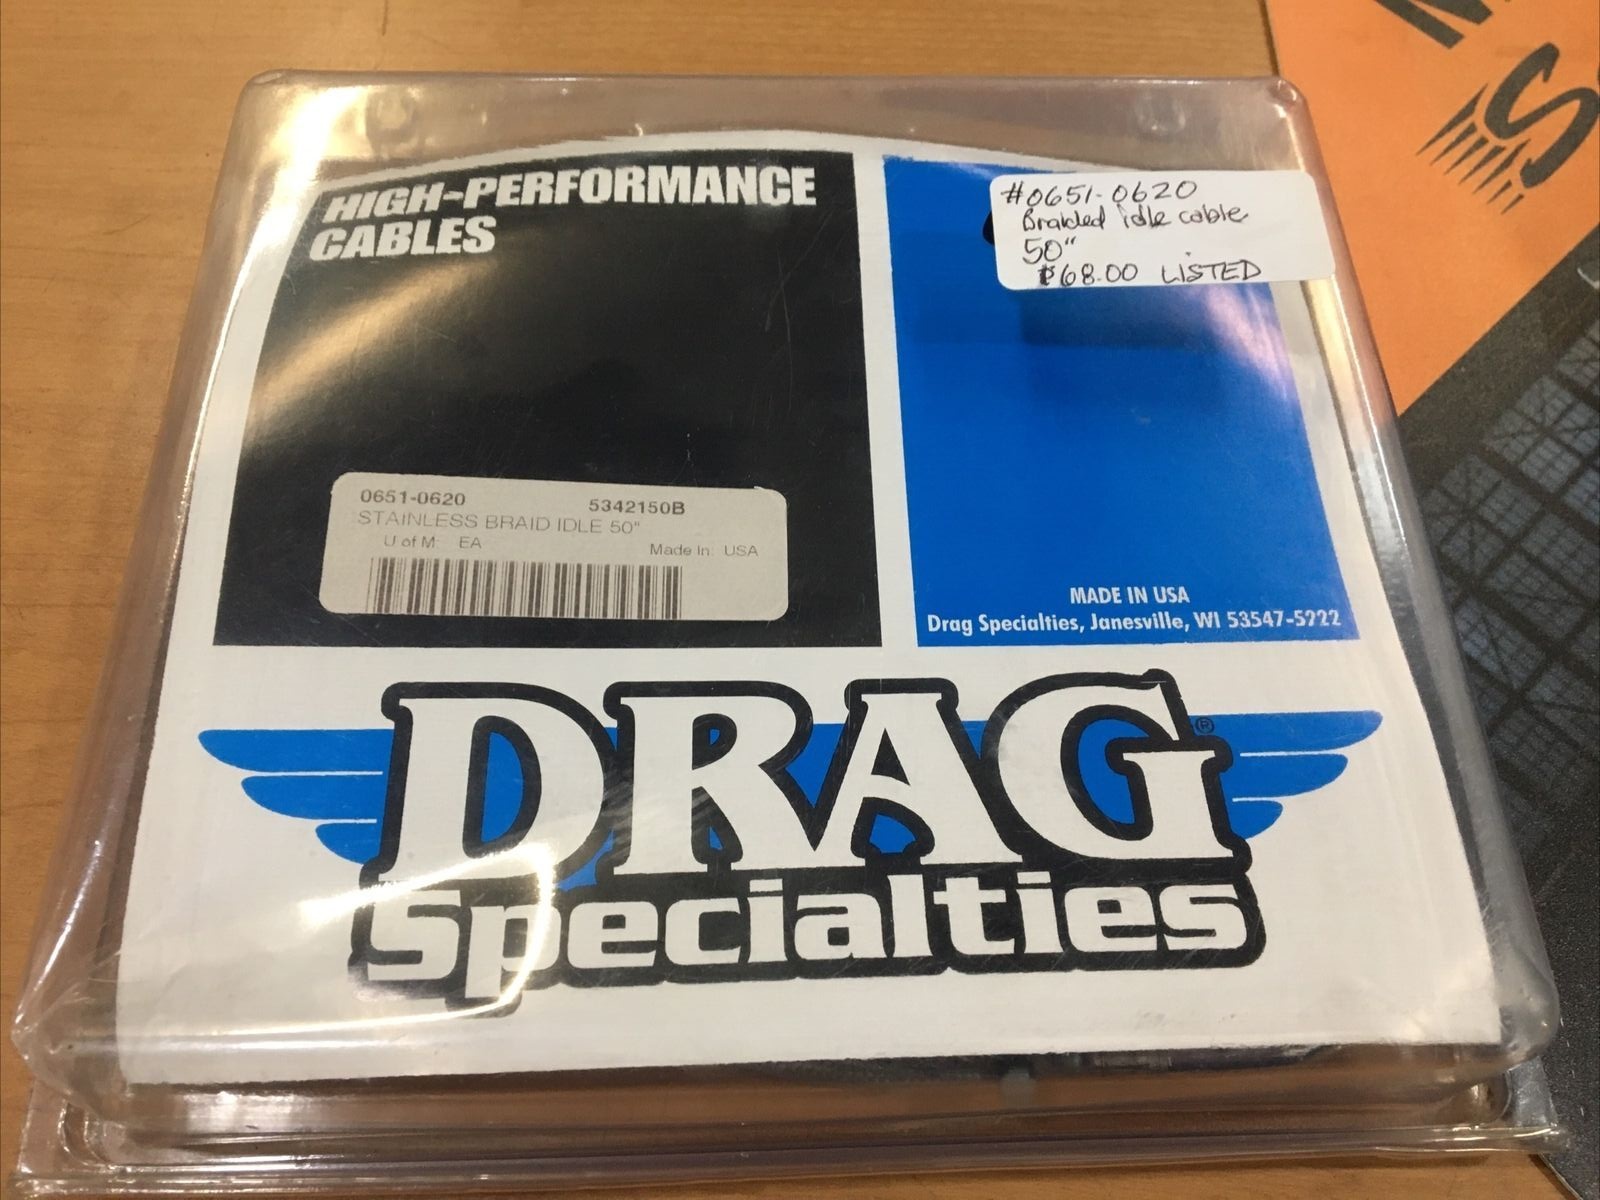 HIGH-PERFORMANCE
CABLES
#0651-0620
Braided idle cable
50"
$68.00 LISTED
0651-0620 5342150B
STAINLESS BRAID IDLE 50"
U of M: EA Made In: USA
MADE IN USA
Drag Specialties, Janesville, WI 53547-5222
DRAG®
Specialties